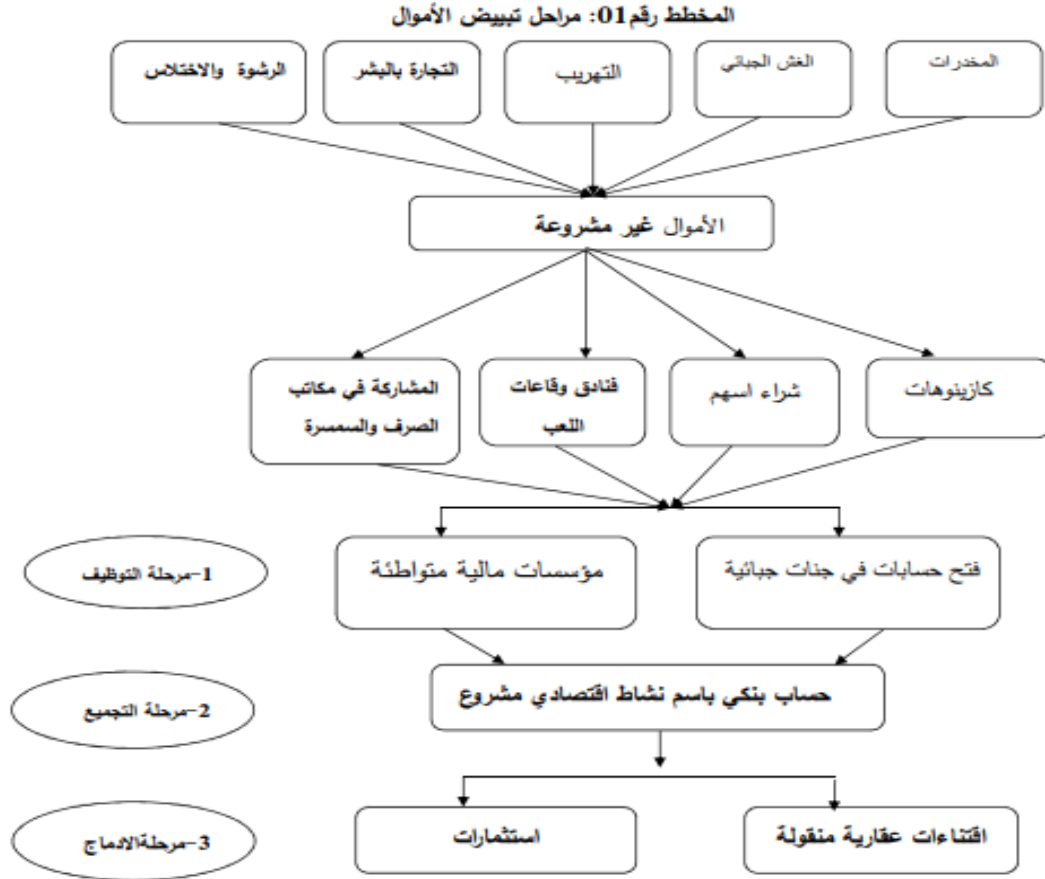 المخطط رقم01: مراحل تبييض الأموال
المخدرات
الغش الجبائي
التهريب
التجارة بالبشر
الرشوة والاختلاس
الأموال غير مشروعة
كازينوهات
شراء اسهم
فنادق وقاعات
اللعب
المشاركة في مكاتب
الصرف والسمسرة
فتح حسابات في جنات جبائية
مؤسسات مالية متواطئة
1-مرحلة التوظيف
حساب بنكي باسم نشاط اقتصادي مشروع
2-مرحلة التجميع
اقتناءات عقارية منقولة
استثمارات
3-مرحلةالادماج